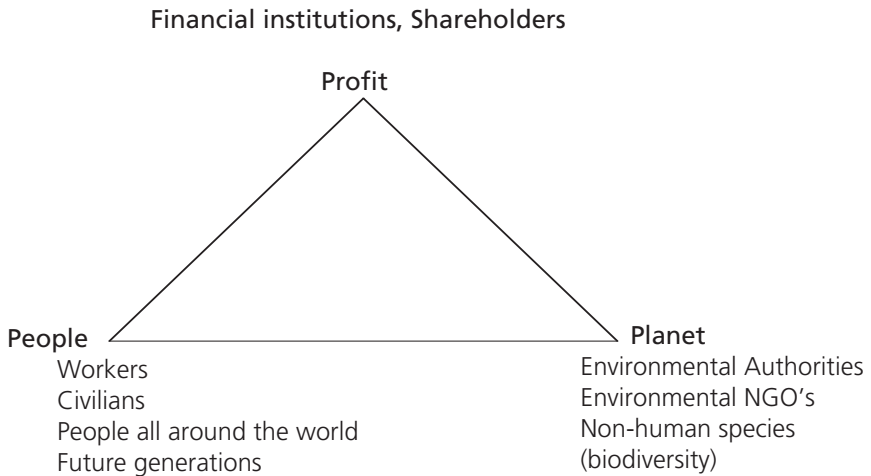 Financial institutions, Shareholders
Profit
People
Workers
Civilians
People all around the world
Future generations
Planet
Environmental Authorities
Environmental NGO’s
Non-human species
(biodiversity)